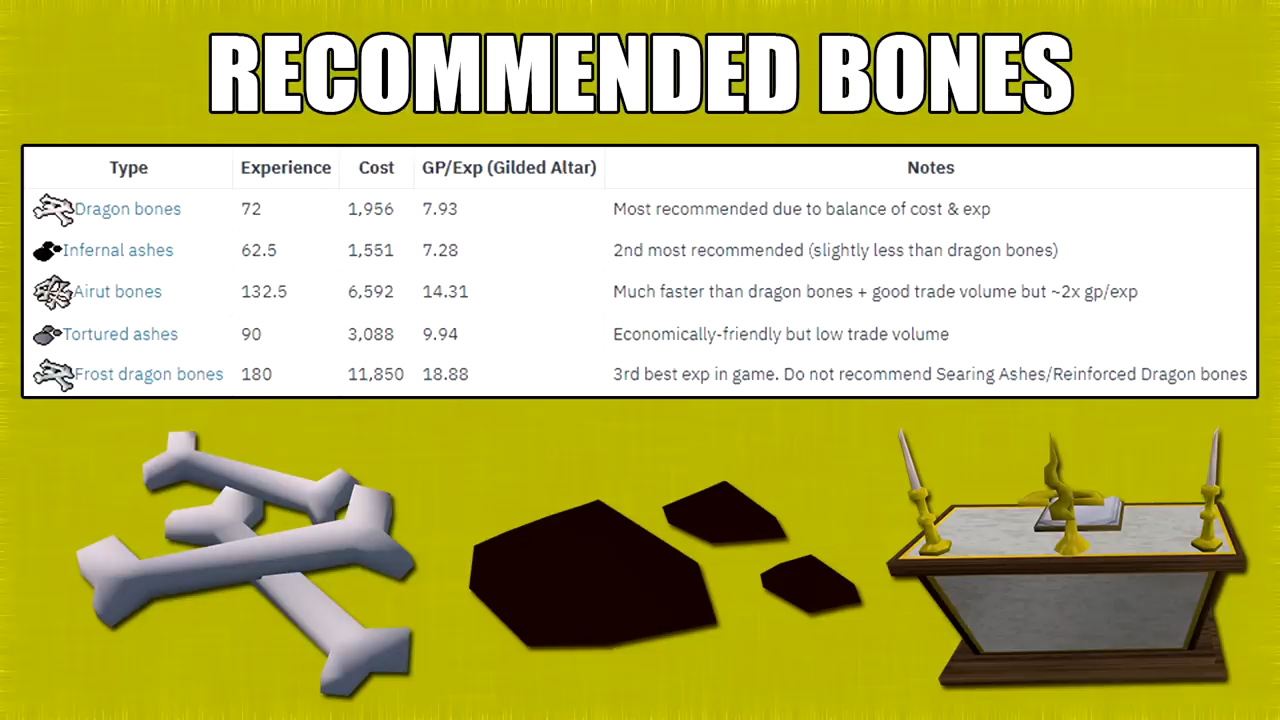 RECOMMENDED BONES
Type Experience Cost GP/Exp (Gilded Altar) Notes
Dragon bones 72 1,956 7.93 Most recommended due to balance of cost & exp
Infernal ashes 62.5 1,551 7.28 2nd most recommended (slightly less than dragon bones)
Airut bones 132.5 6,592 14.31 Much faster than dragon bones + good trade volume but ~2x gp/exp
Tortured ashes 90 3,088 9.94 Economically-friendly but low trade volume
Frost dragon bones 180 11,850 18.88 3rd best exp in game. Do not recommend Searing Ashes/Reinforced Dragon bones